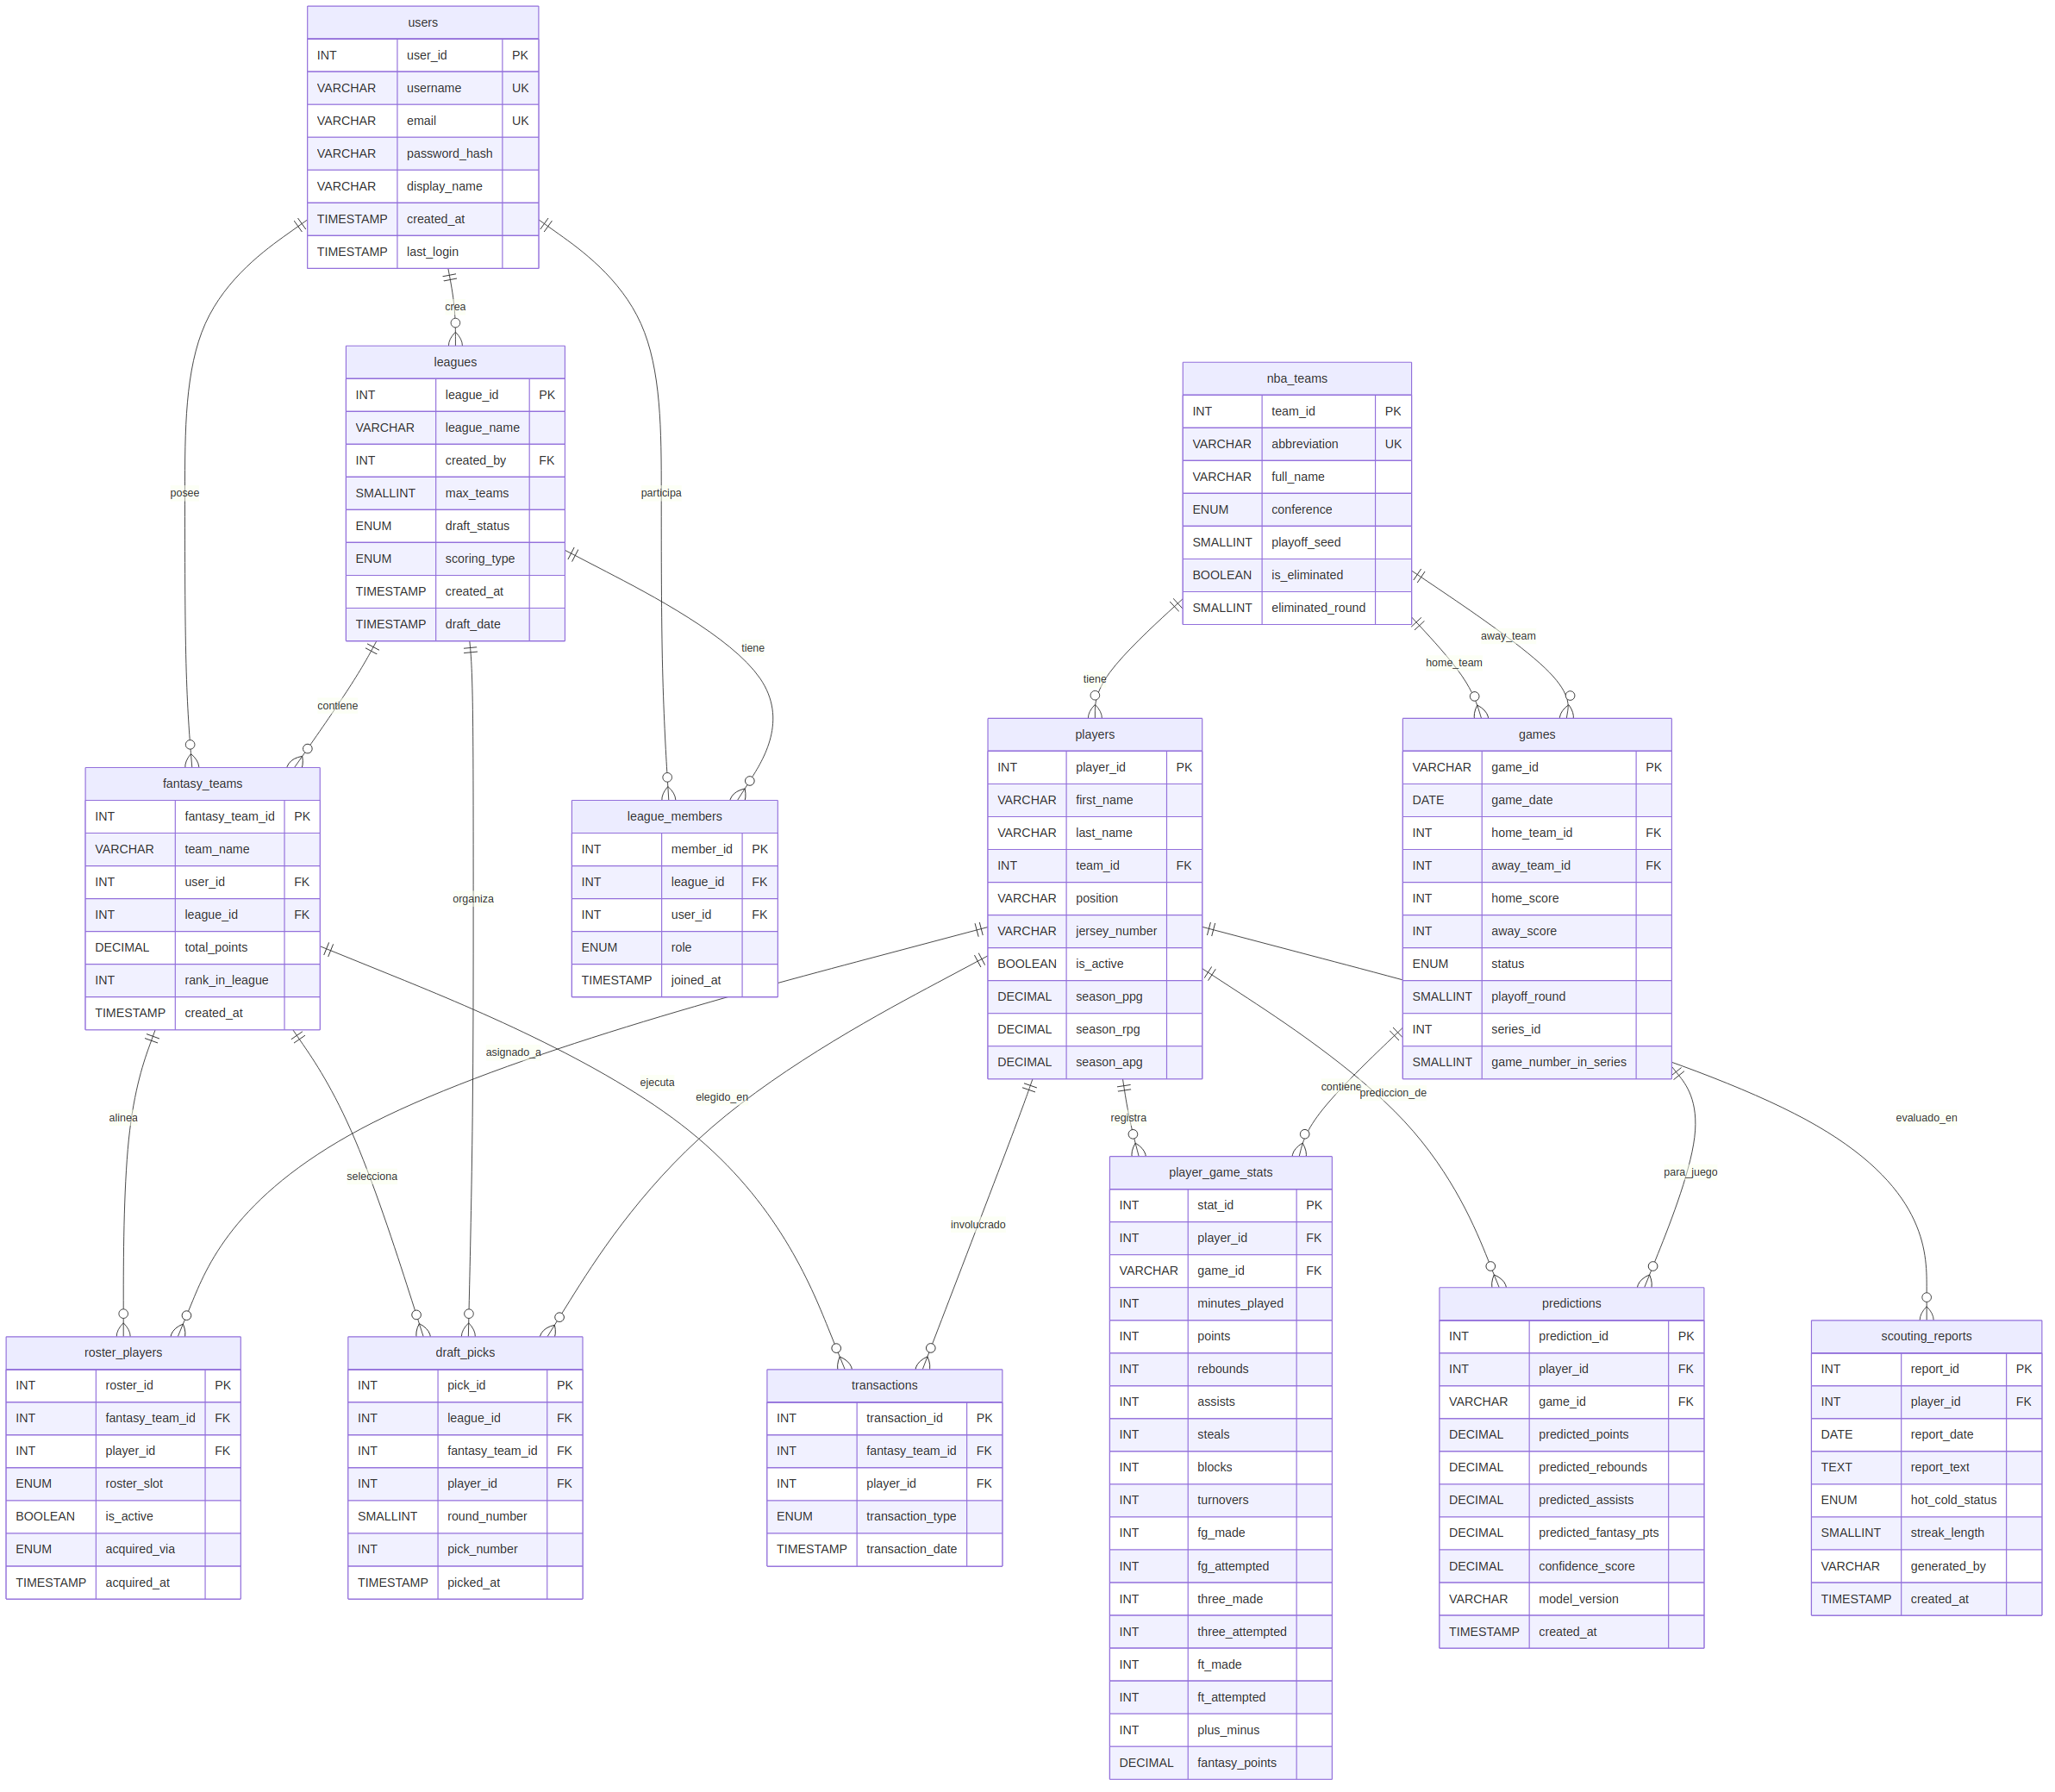 users
INT user_id PK
VARCHAR username UK
VARCHAR email UK
VARCHAR password_hash
VARCHAR display_name
TIMESTAMP created_at
TIMESTAMP last_login
crea
leagues
INT league_id PK
VARCHAR league_name
INT created_by FK
SMALLINT max_teams
ENUM draft_status
ENUM scoring_type
TIMESTAMP created_at
TIMESTAMP draft_date
posee
participa
tiene
contiene
nba_teams
INT team_id PK
VARCHAR abbreviation UK
VARCHAR full_name
ENUM conference
SMALLINT playoff_seed
BOOLEAN is_eliminated
SMALLINT eliminated_round
away_team
home_team
tiene
fantasy_teams
INT fantasy_team_id PK
VARCHAR team_name
INT user_id FK
INT league_id FK
DECIMAL total_points
INT rank_in_league
TIMESTAMP created_at
organiza
league_members
INT member_id PK
INT league_id FK
INT user_id FK
ENUM role
TIMESTAMP joined_at
players
INT player_id PK
VARCHAR first_name
VARCHAR last_name
INT team_id FK
VARCHAR position
VARCHAR jersey_number
BOOLEAN is_active
DECIMAL season_ppg
DECIMAL season_rpg
DECIMAL season_apg
games
VARCHAR game_id PK
DATE game_date
INT home_team_id FK
INT away_team_id FK
INT home_score
INT away_score
ENUM status
SMALLINT playoff_round
INT series_id
SMALLINT game_number_in_series
asignado_a
ejecuta
elegido_en
contiene
prediccion_de
alinea
registra
evaluado_en
selecciona
para_juego
involucrado
roster_players
INT roster_id PK
INT fantasy_team_id FK
INT player_id FK
ENUM roster_slot
BOOLEAN is_active
ENUM acquired_via
TIMESTAMP acquired_at
draft_picks
INT pick_id PK
INT league_id FK
INT fantasy_team_id FK
INT player_id FK
SMALLINT round_number
INT pick_number
TIMESTAMP picked_at
transactions
INT transaction_id PK
INT fantasy_team_id FK
INT player_id FK
ENUM transaction_type
TIMESTAMP transaction_date
player_game_stats
INT stat_id PK
INT player_id FK
VARCHAR game_id FK
INT minutes_played
INT points
INT rebounds
INT assists
INT steals
INT blocks
INT turnovers
INT fg_made
INT fg_attempted
INT three_made
INT three_attempted
INT ft_made
INT ft_attempted
INT plus_minus
DECIMAL fantasy_points
predictions
INT prediction_id PK
INT player_id FK
VARCHAR game_id FK
DECIMAL predicted_points
DECIMAL predicted_rebounds
DECIMAL predicted_assists
DECIMAL predicted_fantasy_pts
DECIMAL confidence_score
VARCHAR model_version
TIMESTAMP created_at
scouting_reports
INT report_id PK
INT player_id FK
DATE report_date
TEXT report_text
ENUM hot_cold_status
SMALLINT streak_length
VARCHAR generated_by
TIMESTAMP created_at